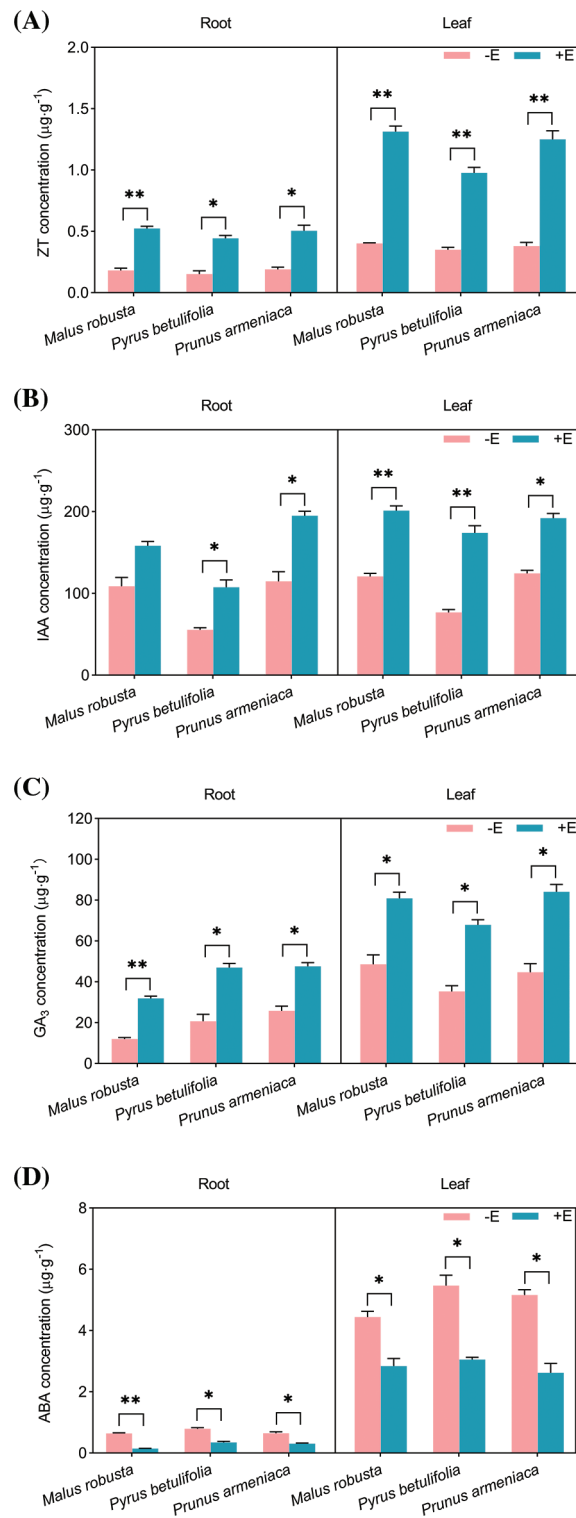 (A)
Root Leaf
-E +E
ZT concentration (μg·g⁻¹)
2.0
1.5
1.0
0.5
0.0
** * * ** ** **
Malus robusta Pyrus betulifolia Prunus armeniaca Malus robusta Pyrus betulifolia Prunus armeniaca
(B)
Root Leaf
-E +E
IAA concentration (μg·g⁻¹)
300
200
100
0
* * ** ** *
Malus robusta Pyrus betulifolia Prunus armeniaca Malus robusta Pyrus betulifolia Prunus armeniaca
(C)
Root Leaf
-E +E
GA₃ concentration (μg·g⁻¹)
120
100
80
60
40
20
0
** * * * * *
Malus robusta Pyrus betulifolia Prunus armeniaca Malus robusta Pyrus betulifolia Prunus armeniaca
(D)
Root Leaf
-E +E
ABA concentration (μg·g⁻¹)
8
6
4
2
0
** * * * * *
Malus robusta Pyrus betulifolia Prunus armeniaca Malus robusta Pyrus betulifolia Prunus armeniaca